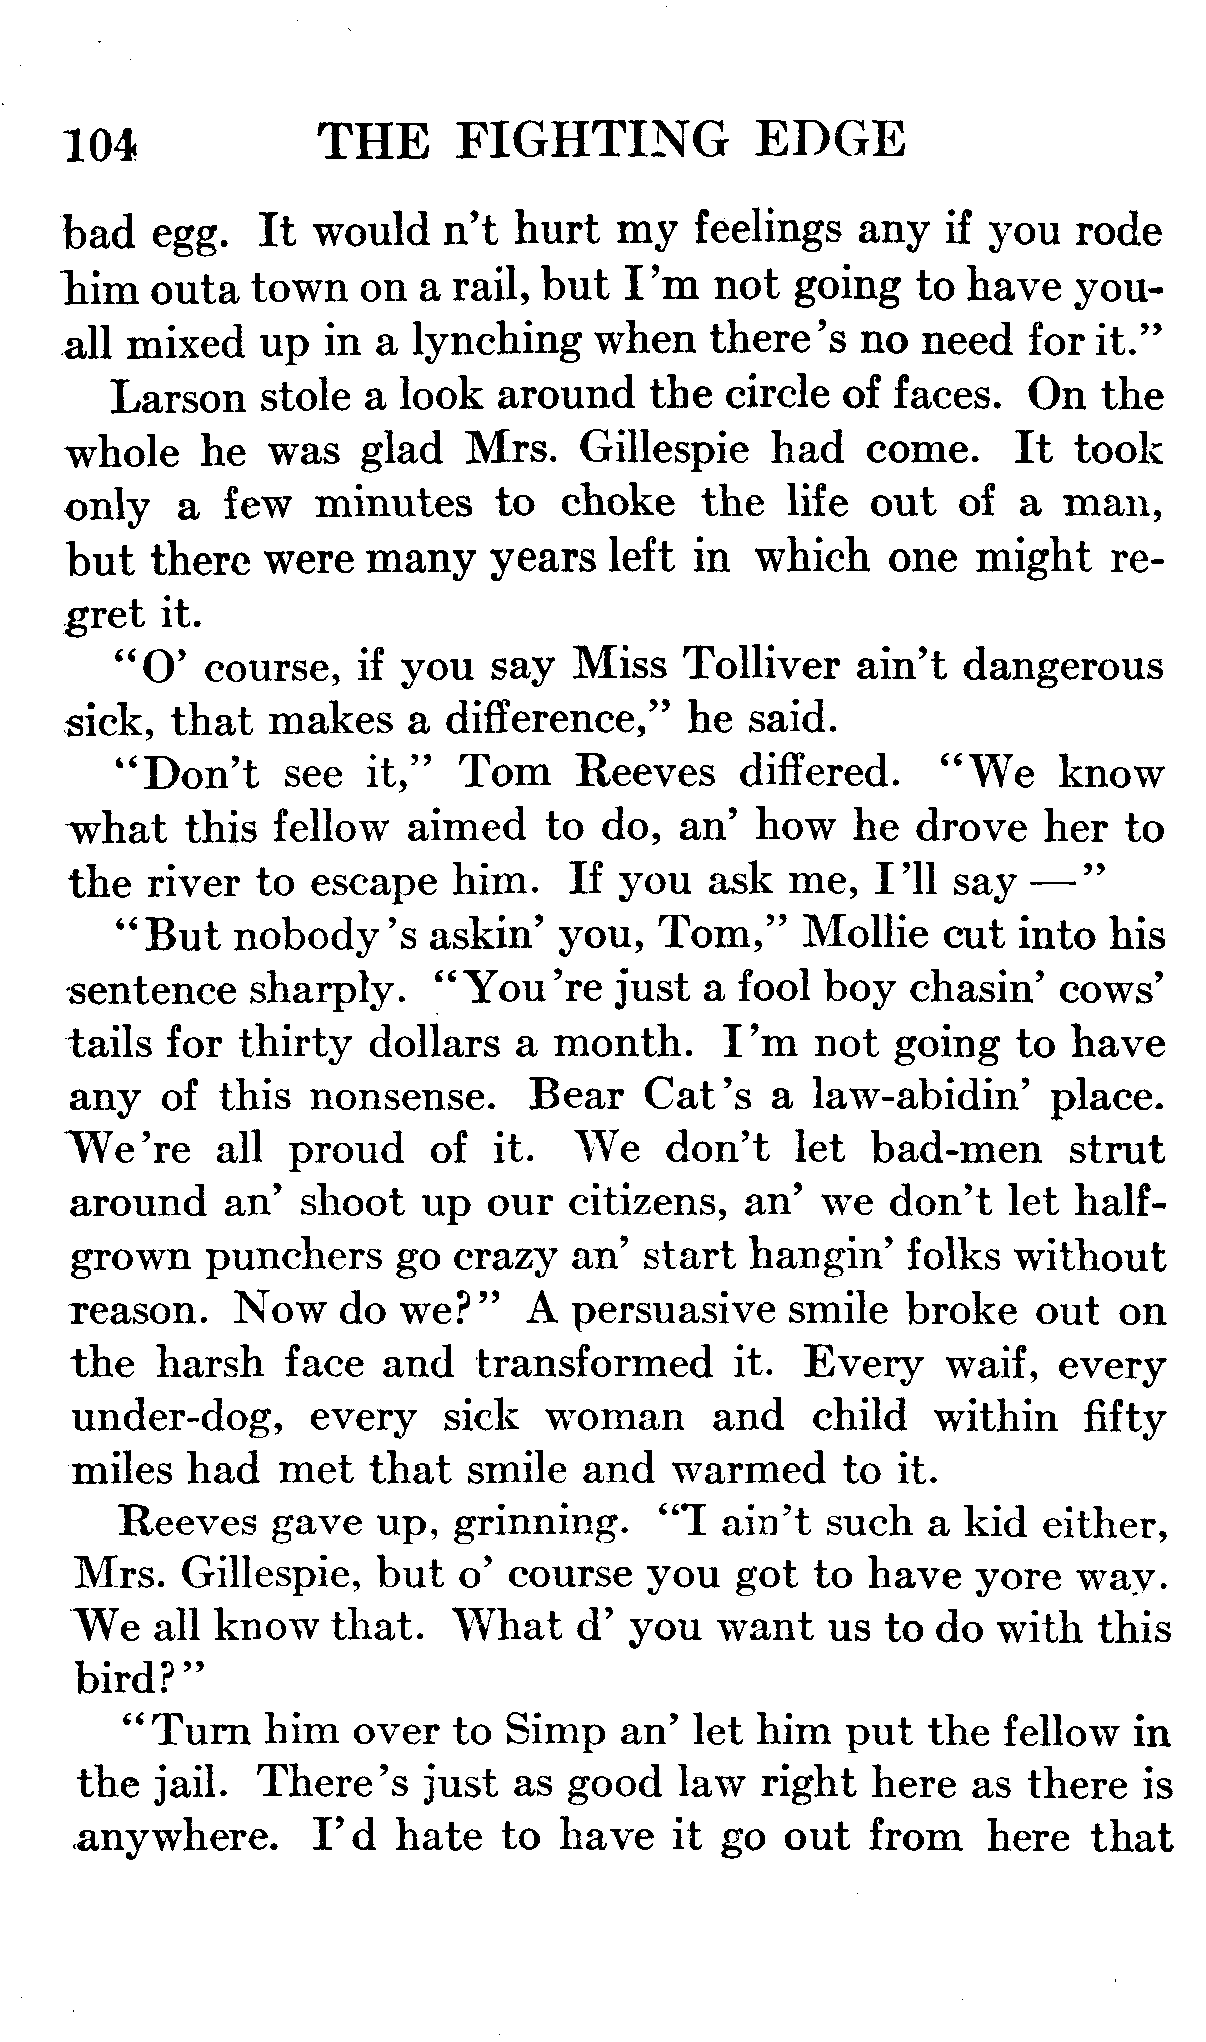 104 THE FIGHTING EDGE
bad egg. It would n't hurt my feelings any if you rode
him outa town on a rail, but I'm not going to have you-
all mixed up in a lynching when there's no need for it."
Larson stole a look around the circle of faces. On the
whole he was glad Mrs. Gillespie had come. It took
only a few minutes to choke the life out of a man,
but there were many years left in which one might re-
gret it.
"O' course, if you say Miss Tolliver ain't dangerous
sick, that makes a difference," he said.
"Don't see it," Tom Reeves differed. "We know
what this fellow aimed to do, an' how he drove her to
the river to escape him. If you ask me, I'll say —"
"But nobody's askin' you, Tom," Mollie cut into his
sentence sharply. "You're just a fool boy chasin' cows'
tails for thirty dollars a month. I'm not going to have
any of this nonsense. Bear Cat's a law-abidin' place.
We're all proud of it. We don't let bad-men strut
around an' shoot up our citizens, an' we don't let half-
grown punchers go crazy an' start hangin' folks without
reason. Now do we?" A persuasive smile broke out on
the harsh face and transformed it. Every waif, every
under-dog, every sick woman and child within fifty
miles had met that smile and warmed to it.
Reeves gave up, grinning. "I ain't such a kid either,
Mrs. Gillespie, but o' course you got to have yore way.
We all know that. What d' you want us to do with this
bird?"
"Turn him over to Simp an' let him put the fellow in
the jail. There's just as good law right here as there is
anywhere. I'd hate to have it go out from here that